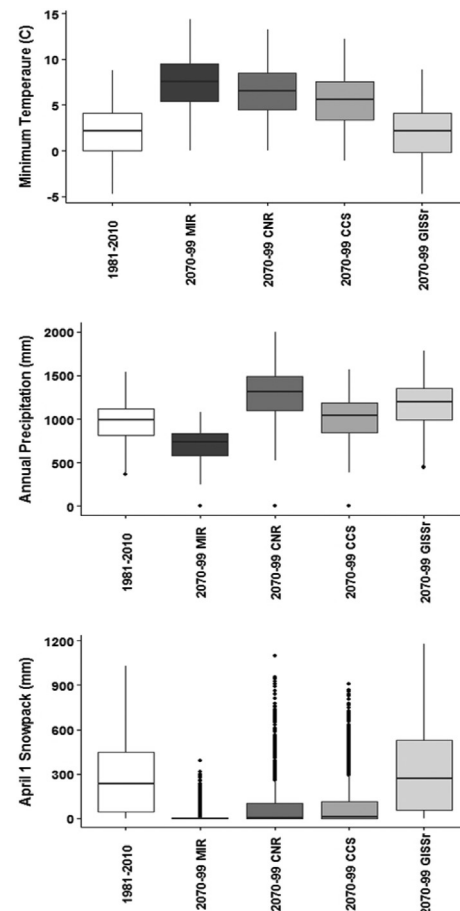 Minimum Temperaure (C)
15
10
5
0
-5
1981-2010
2070-99 MIR
2070-99 CNR
2070-99 CCS
2070-99 GISSr
Annual Precipitation (mm)
2000
1500
1000
500
0
1981-2010
2070-99 MIR
2070-99 CNR
2070-99 CCS
2070-99 GISSr
April 1 Snowpack (mm)
1200
900
600
300
0
1981-2010
2070-99 MIR
2070-99 CNR
2070-99 CCS
2070-99 GISSr